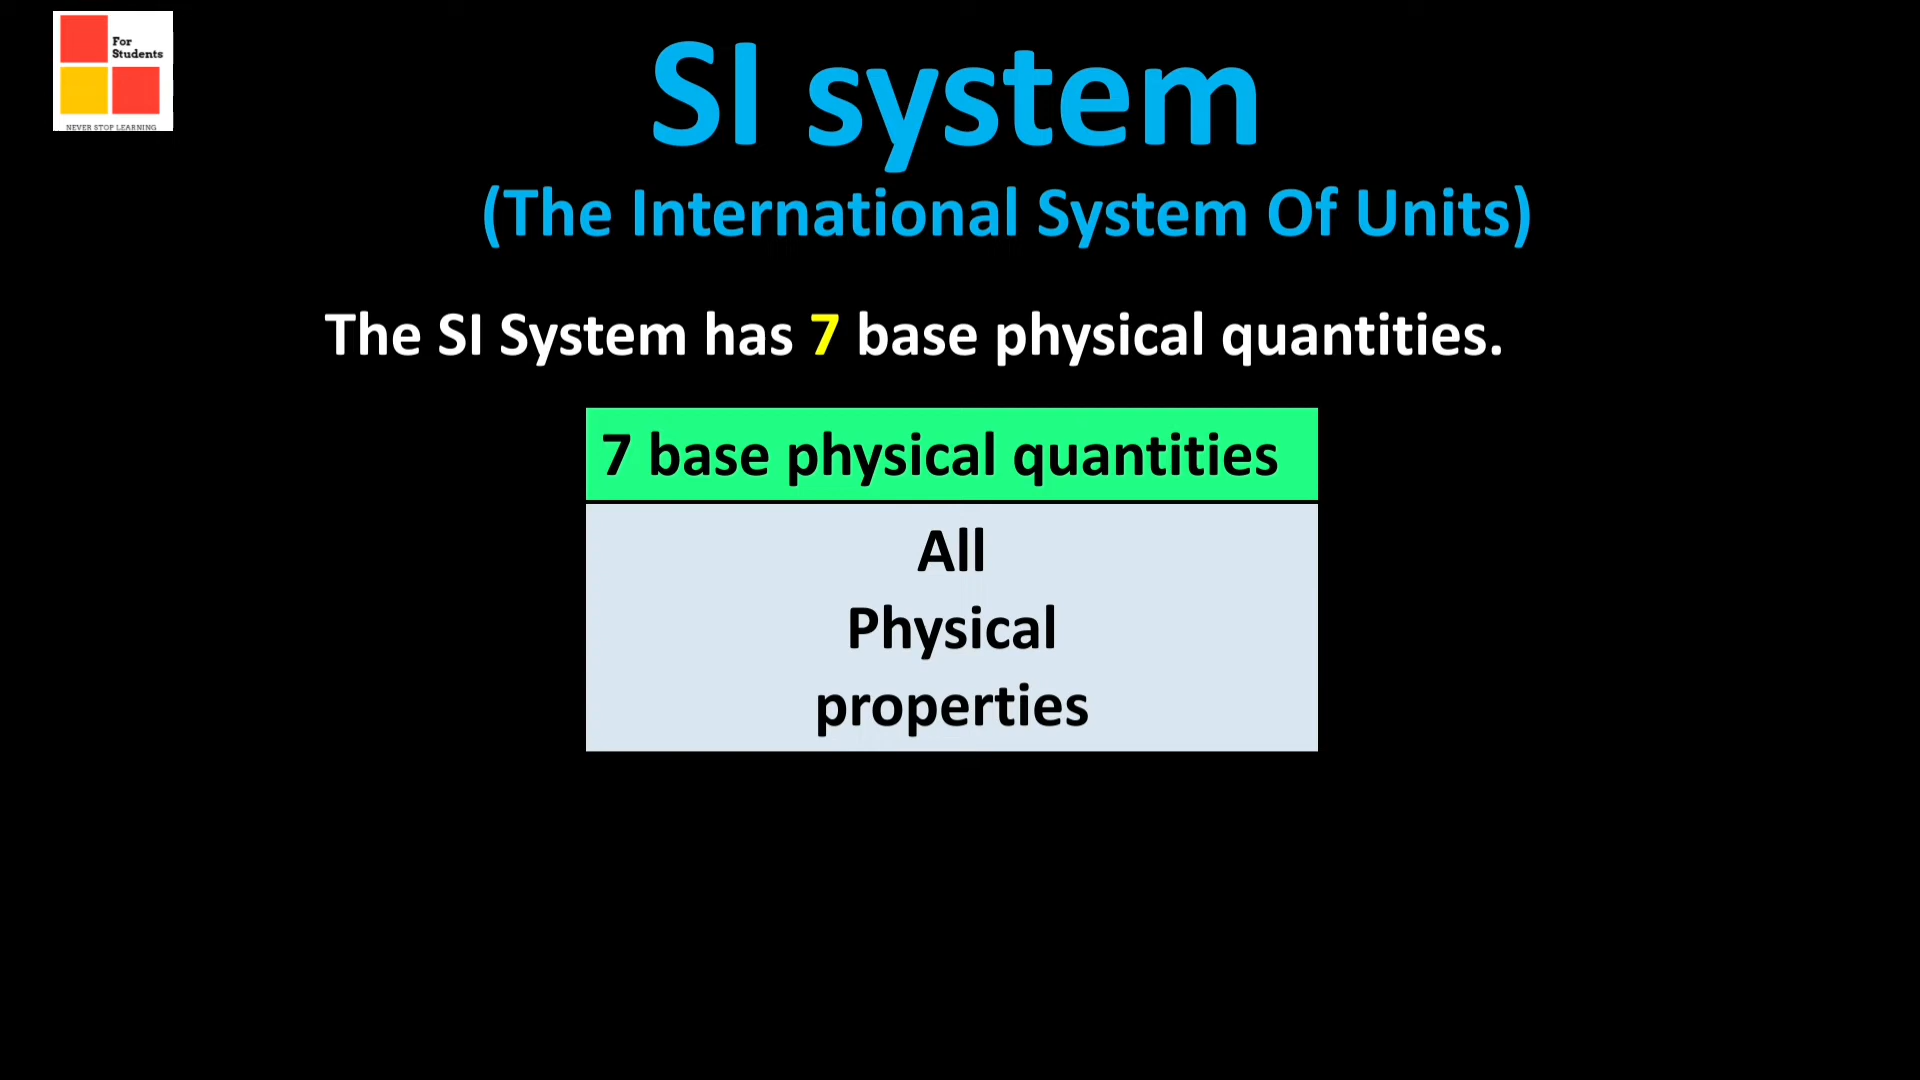 For
Students
NEVER STOP LEARNING
SI system
(The International System Of Units)
The SI System has 7 base physical quantities.
7 base physical quantities
All
Physical
properties